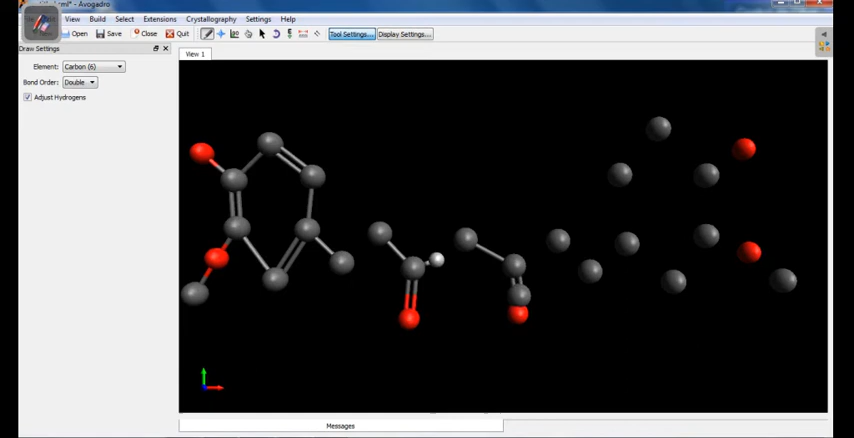 - Avogadro
View Build Select Extensions Crystallography Settings Help
Open Save Close Quit Tool Settings... Display Settings...
Draw Settings
View 1
Element: Carbon (6)
Bond Order: Double
Adjust Hydrogens
Messages